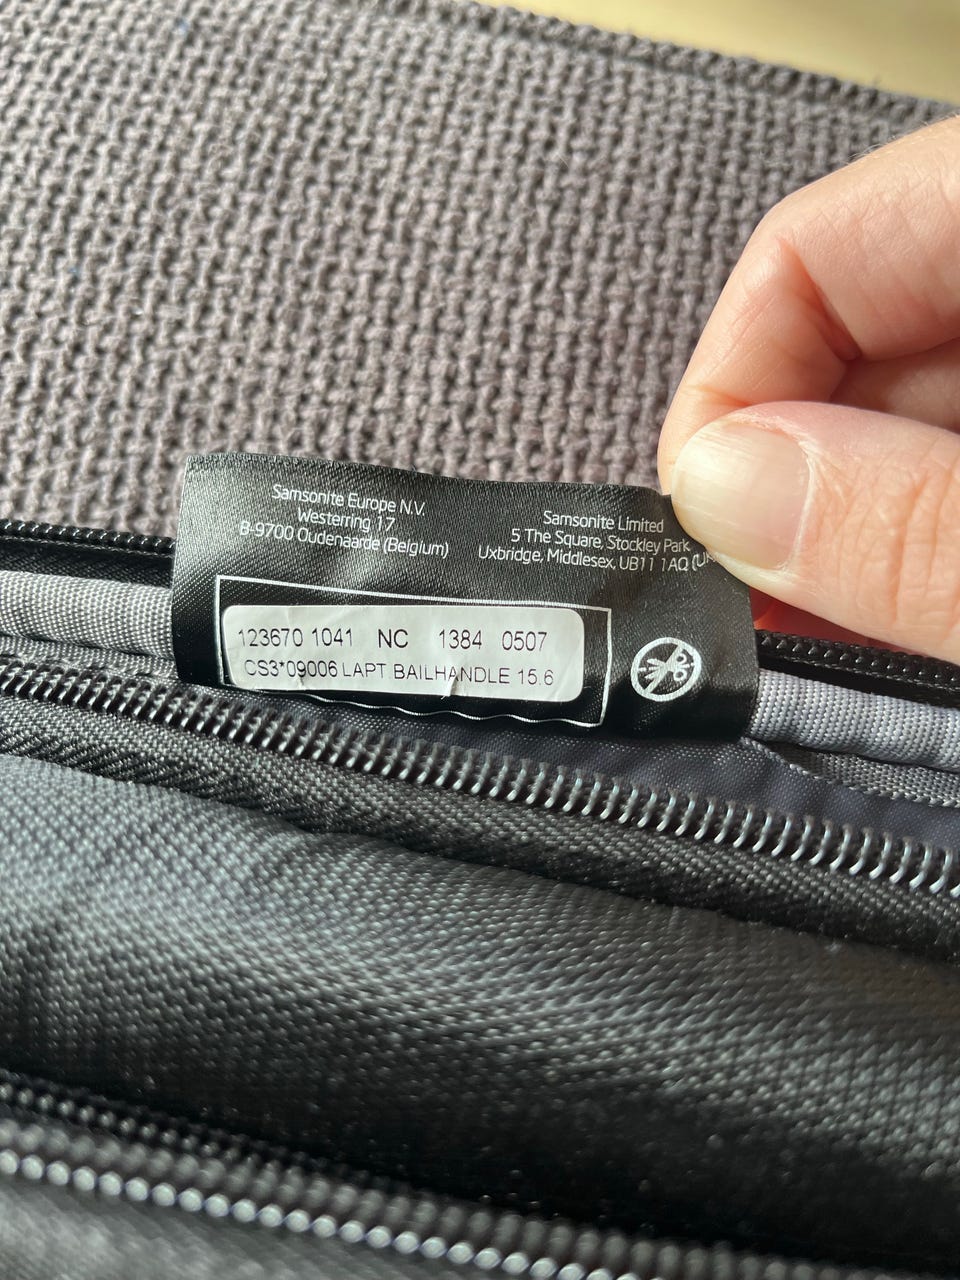 Samsonite Europe N.V.
Westerring 17
B-9700 Oudenaarde (Belgium)
Samsonite Limited
5 The Square, Stockley Park
Uxbridge, Middlesex, UB11 1AQ
123670 1041 NC 1384 0507
CS3*09006 LAPT BAILHANDLE 15.6